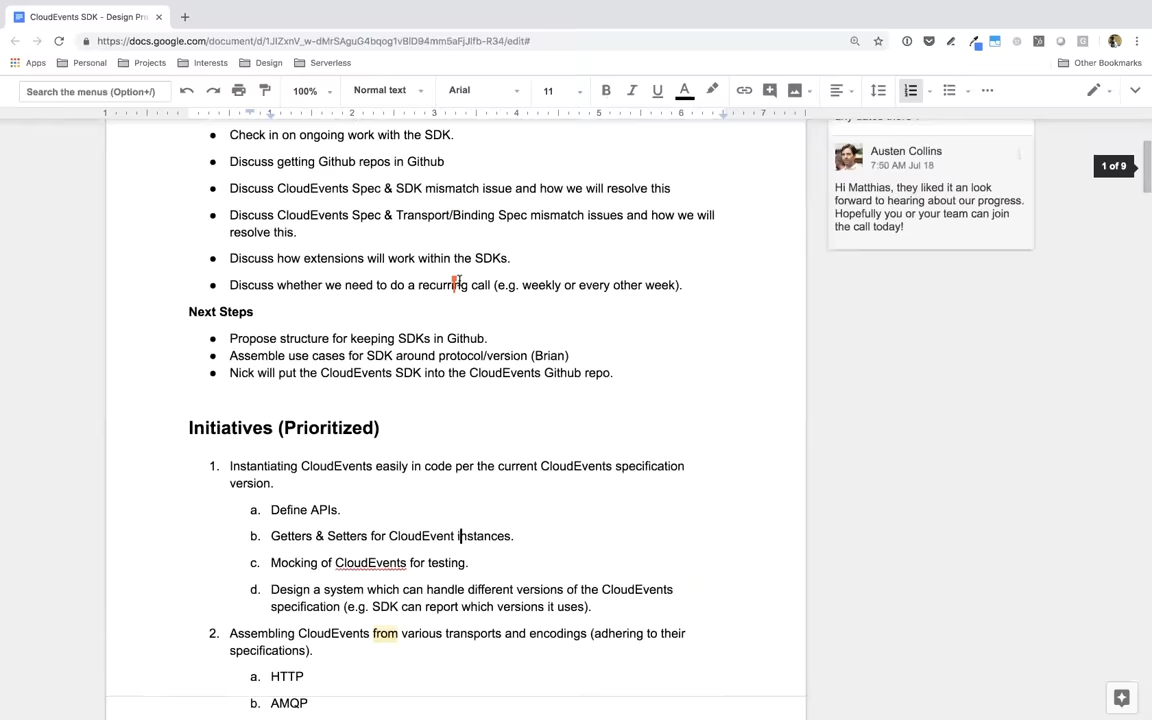 CloudEvents SDK - Design Pr
https://docs.google.com/document/d/1JIZxnV_w-dMrSAguG4bqog1vBlD94mm5aFjJlfb-R34/edit#
Apps Personal Projects Interests Design Serverless Other Bookmarks
Search the menus (Option+/) 100% Normal text Arial 11
1 1 2 3 4 5 6 7
Check in on ongoing work with the SDK.
Discuss getting Github repos in Github
Discuss CloudEvents Spec & SDK mismatch issue and how we will resolve this
Discuss CloudEvents Spec & Transport/Binding Spec mismatch issues and how we will
resolve this.
Discuss how extensions will work within the SDKs.
Discuss whether we need to do a recurring call (e.g. weekly or every other week).
Next Steps
Propose structure for keeping SDKs in Github.
Assemble use cases for SDK around protocol/version (Brian)
Nick will put the CloudEvents SDK into the CloudEvents Github repo.
Initiatives (Prioritized)
1. Instantiating CloudEvents easily in code per the current CloudEvents specification
version.
a. Define APIs.
b. Getters & Setters for CloudEvent instances.
c. Mocking of CloudEvents for testing.
d. Design a system which can handle different versions of the CloudEvents
specification (e.g. SDK can report which versions it uses).
2. Assembling CloudEvents from various transports and encodings (adhering to their
specifications).
a. HTTP
b. AMQP
Austen Collins
7:50 AM Jul 18
Hi Matthias, they liked it an look
forward to hearing about our progress.
Hopefully you or your team can join
the call today!
1 of 9